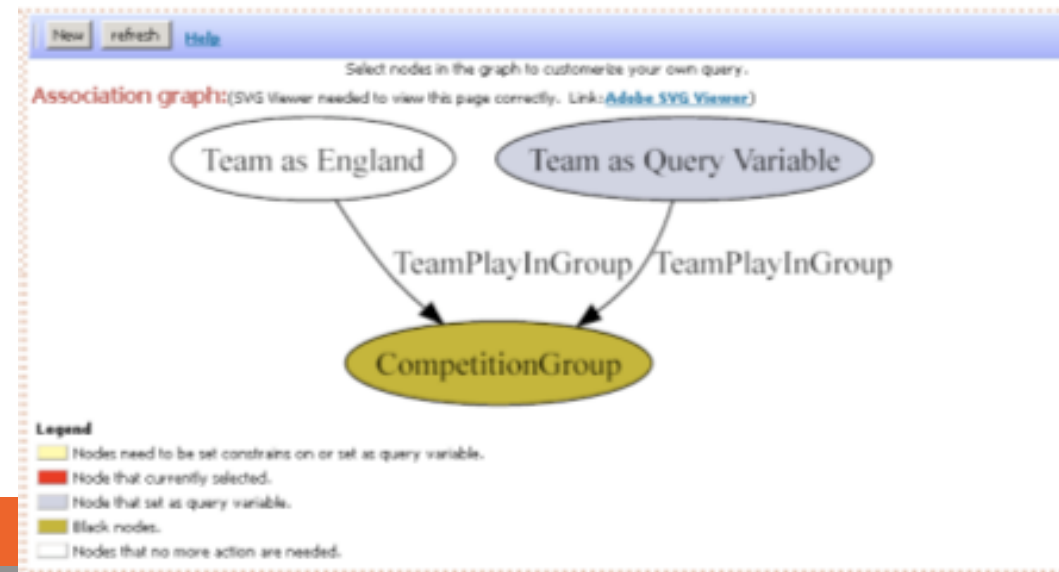 New refresh Help
Select nodes in the graph to customerize your own query.
Association graph:(SVG Viewer needed to view this page correctly. Link:Adobe SVG Viewer)
Team as England Team as Query Variable
TeamPlayInGroup TeamPlayInGroup
CompetitionGroup
Legend
Nodes need to be set constrains on or set as query variable.
Node that currently selected.
Node that set as query variable.
Black nodes.
Nodes that no more action are needed.